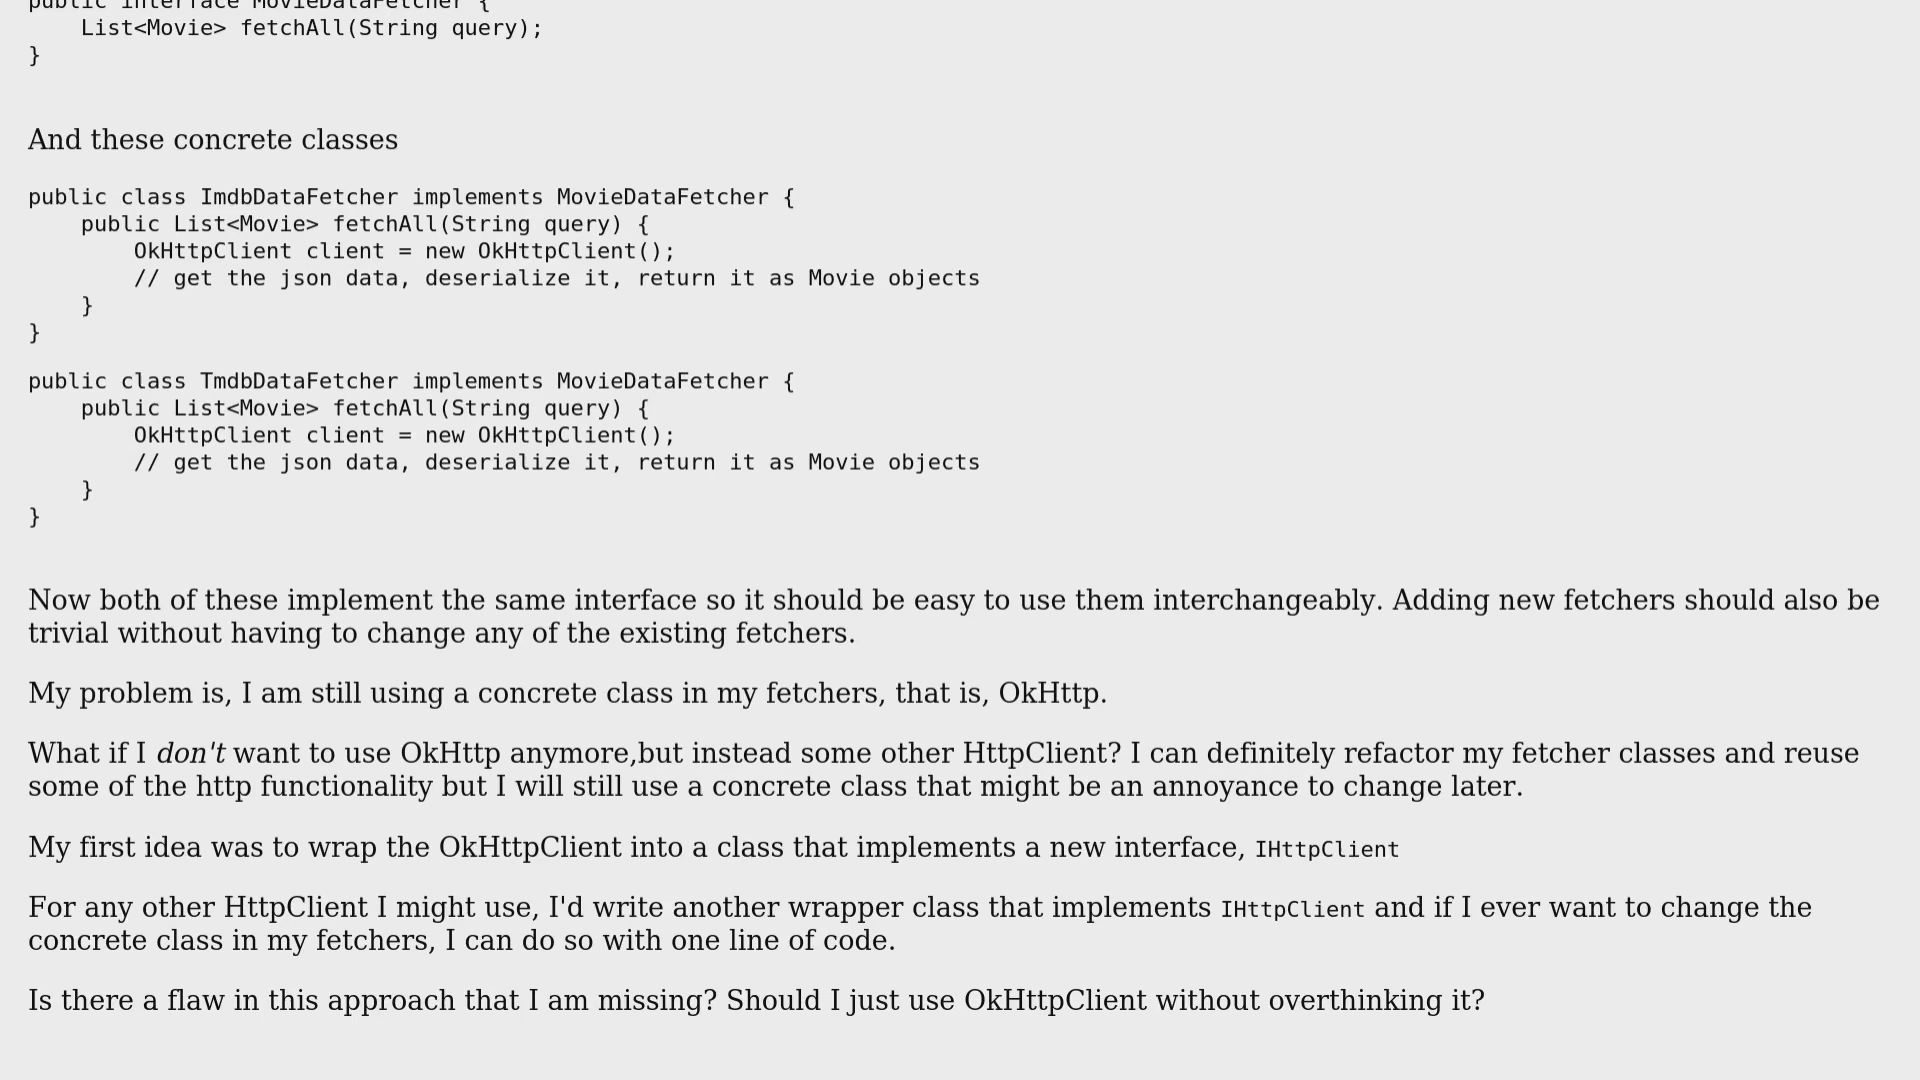 public interface MovieDataFetcher {
    List<Movie> fetchAll(String query);
}
And these concrete classes
public class ImdbDataFetcher implements MovieDataFetcher {
    public List<Movie> fetchAll(String query) {
        OkHttpClient client = new OkHttpClient();
        // get the json data, deserialize it, return it as Movie objects
    }
}
public class TmdbDataFetcher implements MovieDataFetcher {
    public List<Movie> fetchAll(String query) {
        OkHttpClient client = new OkHttpClient();
        // get the json data, deserialize it, return it as Movie objects
    }
}
Now both of these implement the same interface so it should be easy to use them interchangeably. Adding new fetchers should also be
trivial without having to change any of the existing fetchers.
My problem is, I am still using a concrete class in my fetchers, that is, OkHttp.
What if I don't want to use OkHttp anymore,but instead some other HttpClient? I can definitely refactor my fetcher classes and reuse
some of the http functionality but I will still use a concrete class that might be an annoyance to change later.
My first idea was to wrap the OkHttpClient into a class that implements a new interface, IHttpClient
For any other HttpClient I might use, I'd write another wrapper class that implements IHttpClient and if I ever want to change the
concrete class in my fetchers, I can do so with one line of code.
Is there a flaw in this approach that I am missing? Should I just use OkHttpClient without overthinking it?